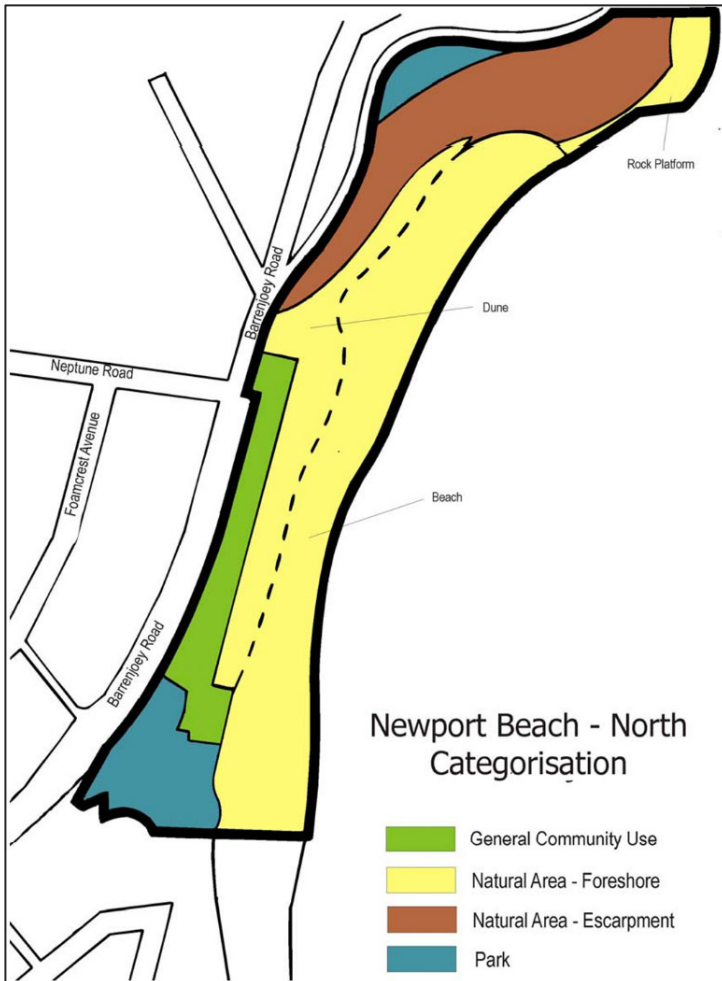 Rock Platform
Barrenjoey Road
Dune
Neptune Road
Foamcrest Avenue
Beach
Barrenjoey Road
Newport Beach - North
Categorisation
General Community Use
Natural Area - Foreshore
Natural Area - Escarpment
Park